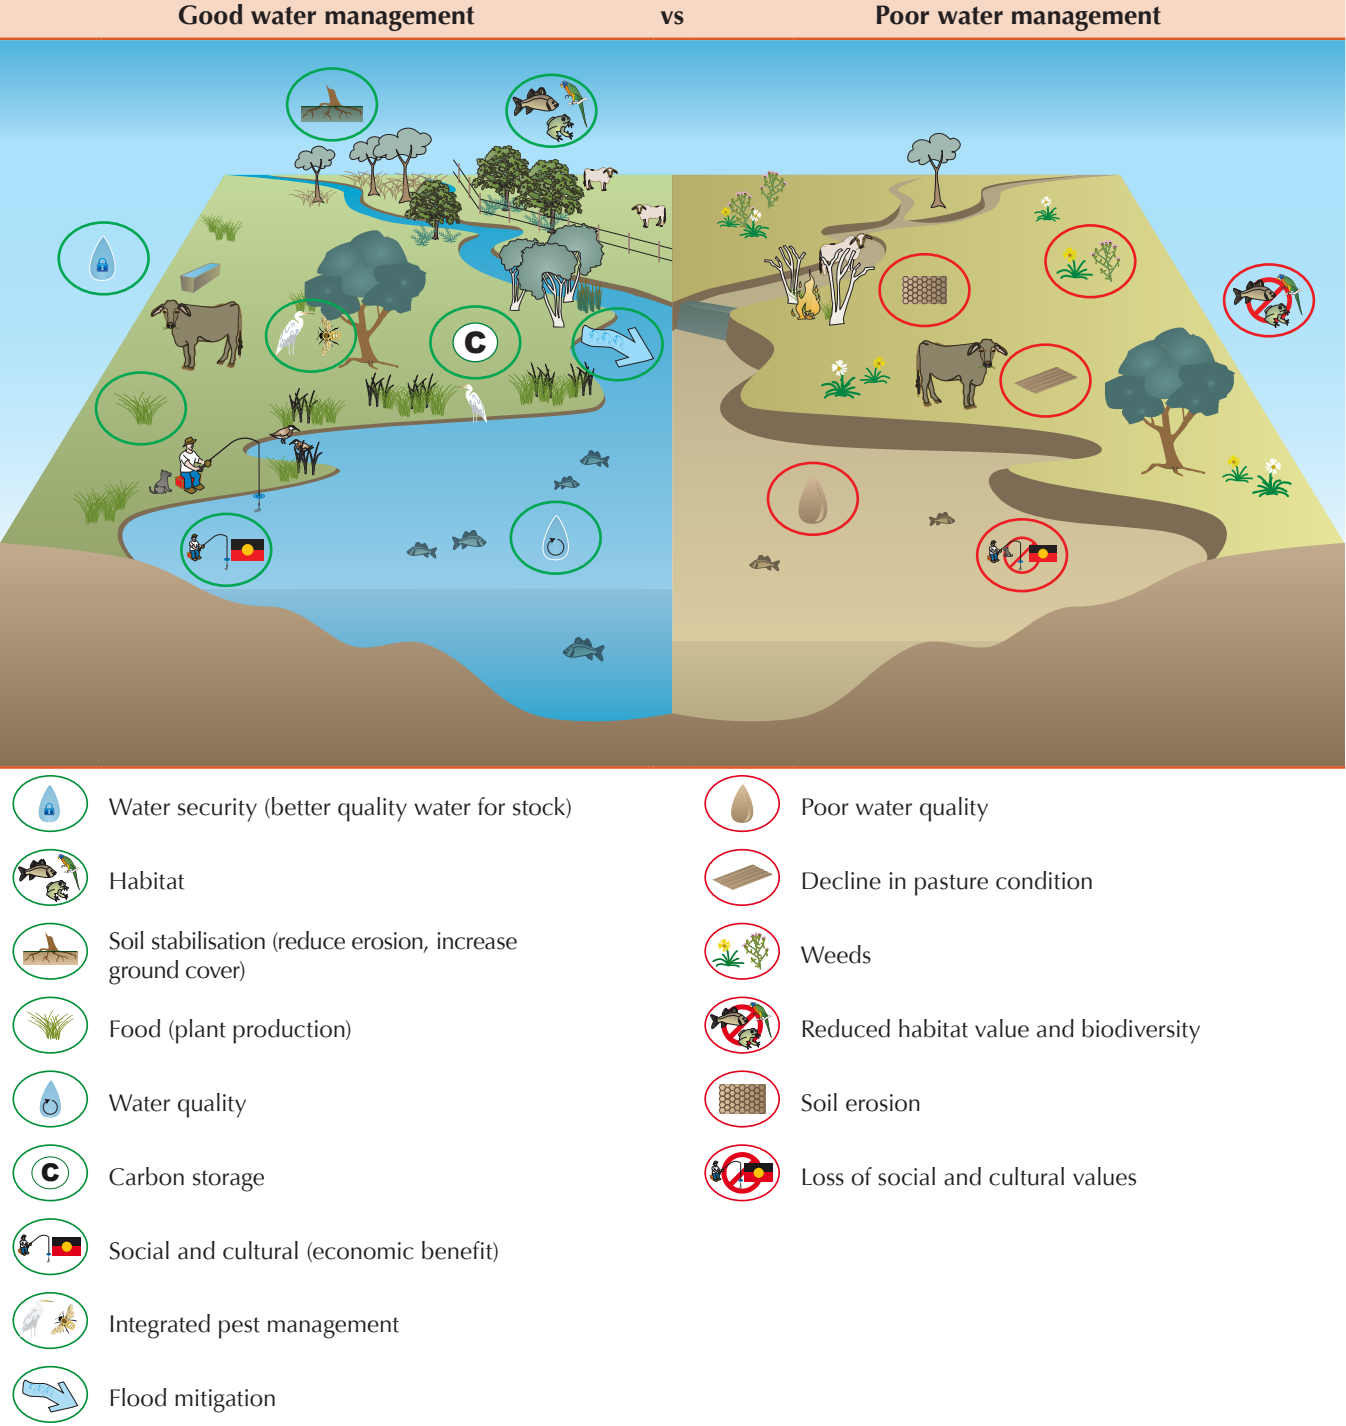 Good water management vs Poor water management
C
Water security (better quality water for stock)
Habitat
Soil stabilisation (reduce erosion, increase
ground cover)
Food (plant production)
Water quality
C
Carbon storage
Social and cultural (economic benefit)
Integrated pest management
Flood mitigation
Poor water quality
Decline in pasture condition
Weeds
Reduced habitat value and biodiversity
Soil erosion
Loss of social and cultural values